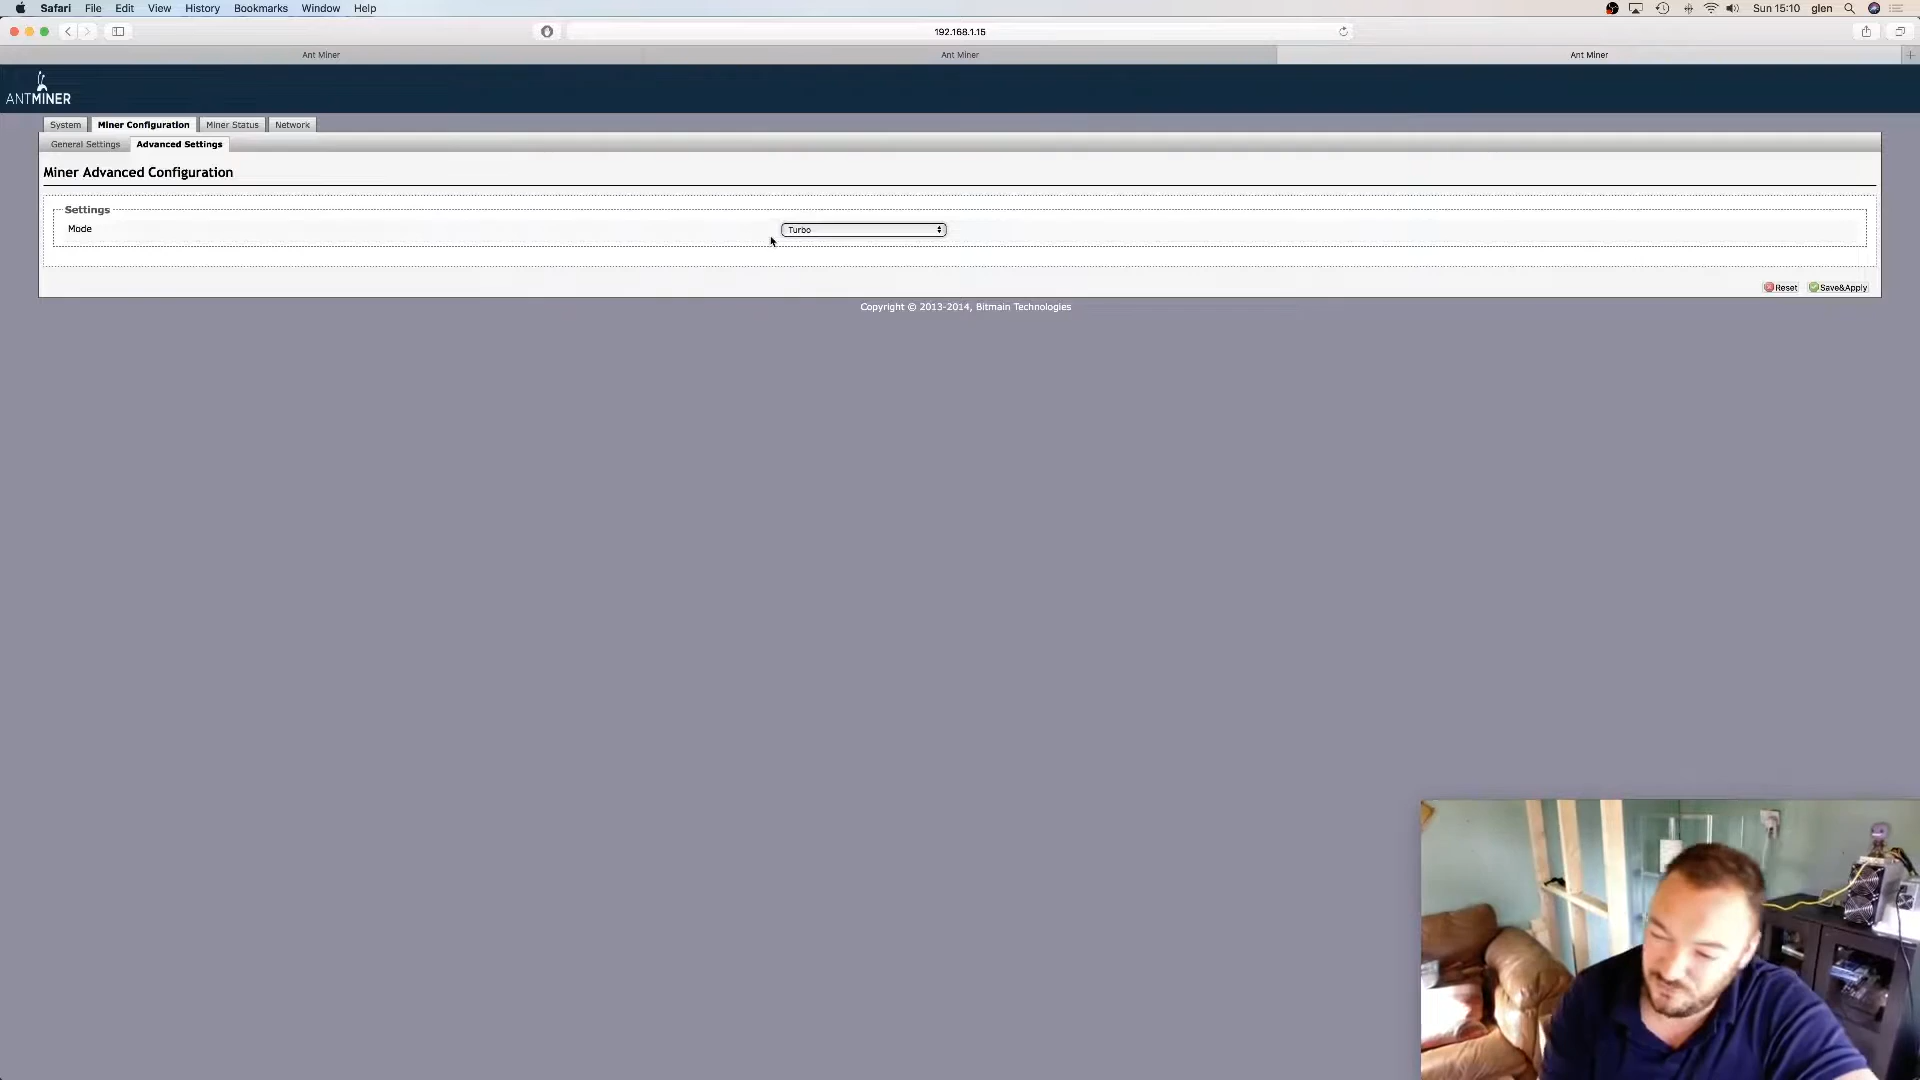 Safari File Edit View History Bookmarks Window Help Sun 15:10 glen
192.168.1.15
Ant Miner Ant Miner Ant Miner
ANTMINER
System Miner Configuration Miner Status Network
General Settings Advanced Settings
Miner Advanced Configuration
Settings
Mode Turbo
Reset Save&Apply
Copyright © 2013-2014, Bitmain Technologies